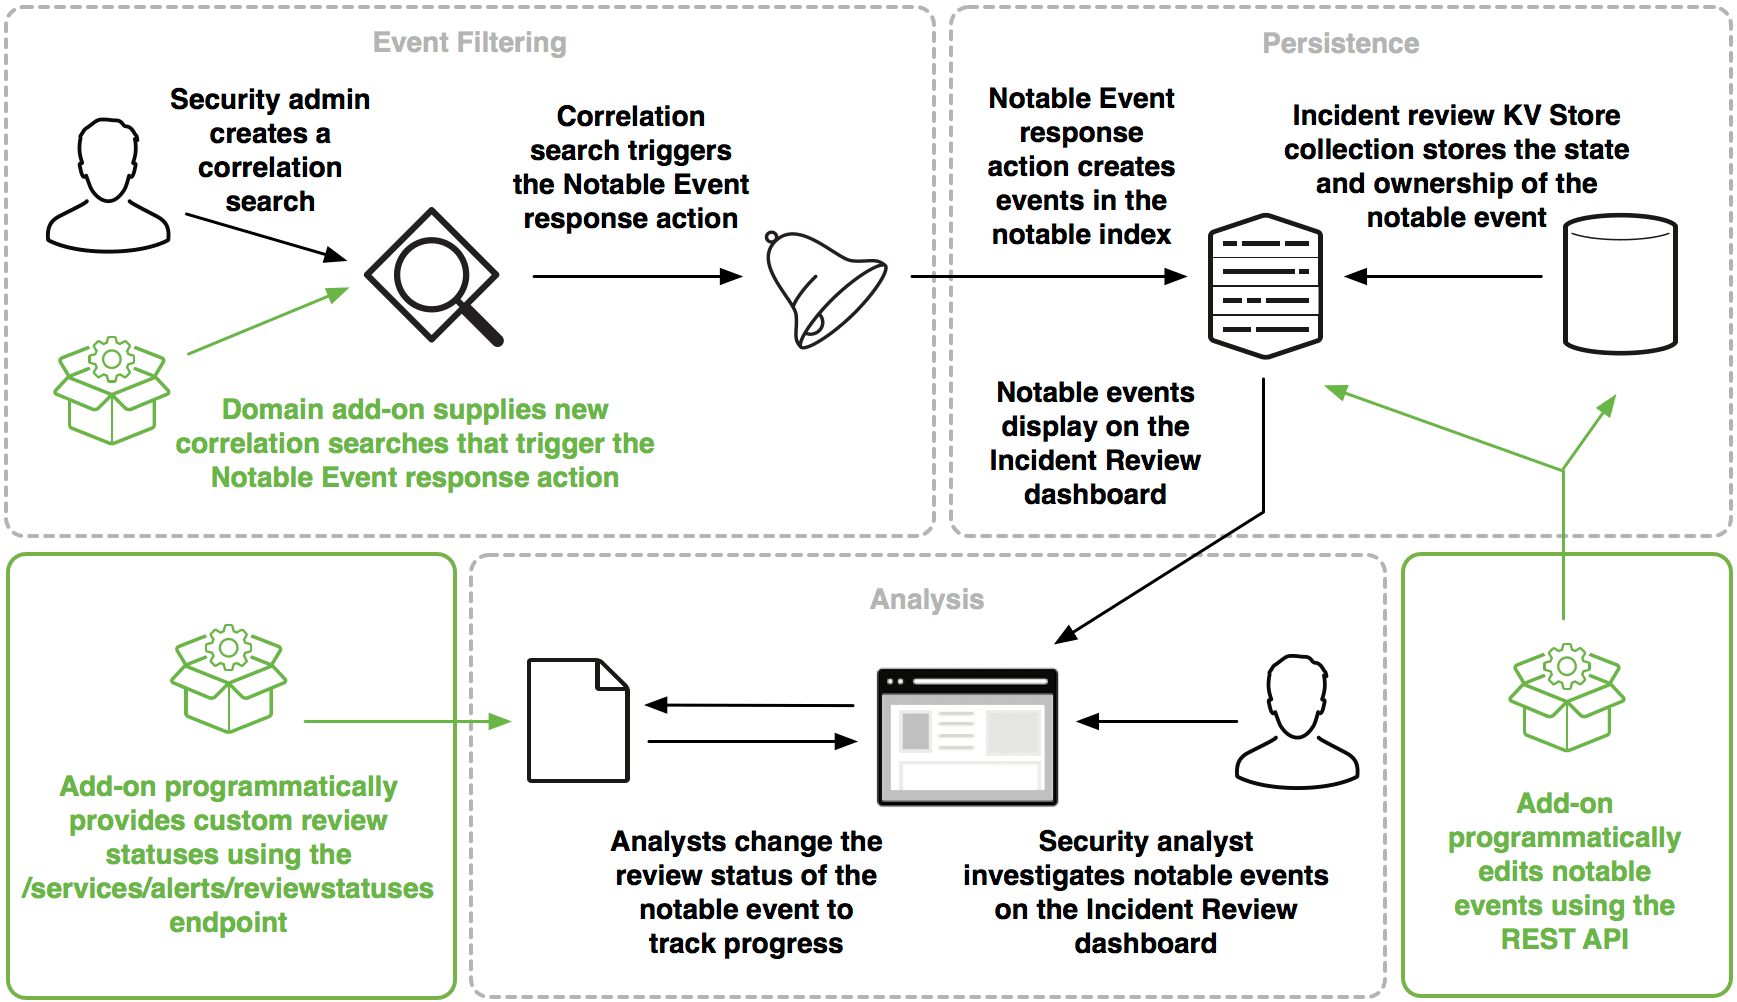 Event Filtering
Security admin
creates a
correlation
search
Correlation
search triggers
the Notable Event
response action
Domain add-on supplies new
correlation searches that trigger the
Notable Event response action
Persistence
Notable Event
response
action creates
events in the
notable index
Incident review KV Store
collection stores the state
and ownership of the
notable event
Notable events
display on the
Incident Review
dashboard
Add-on programmatically
provides custom review
statuses using the
/services/alerts/reviewstatuses
endpoint
Analysis
Analysts change the
review status of the
notable event to
track progress
Security analyst
investigates notable events
on the Incident Review
dashboard
Add-on
programmatically
edits notable
events using the
REST API